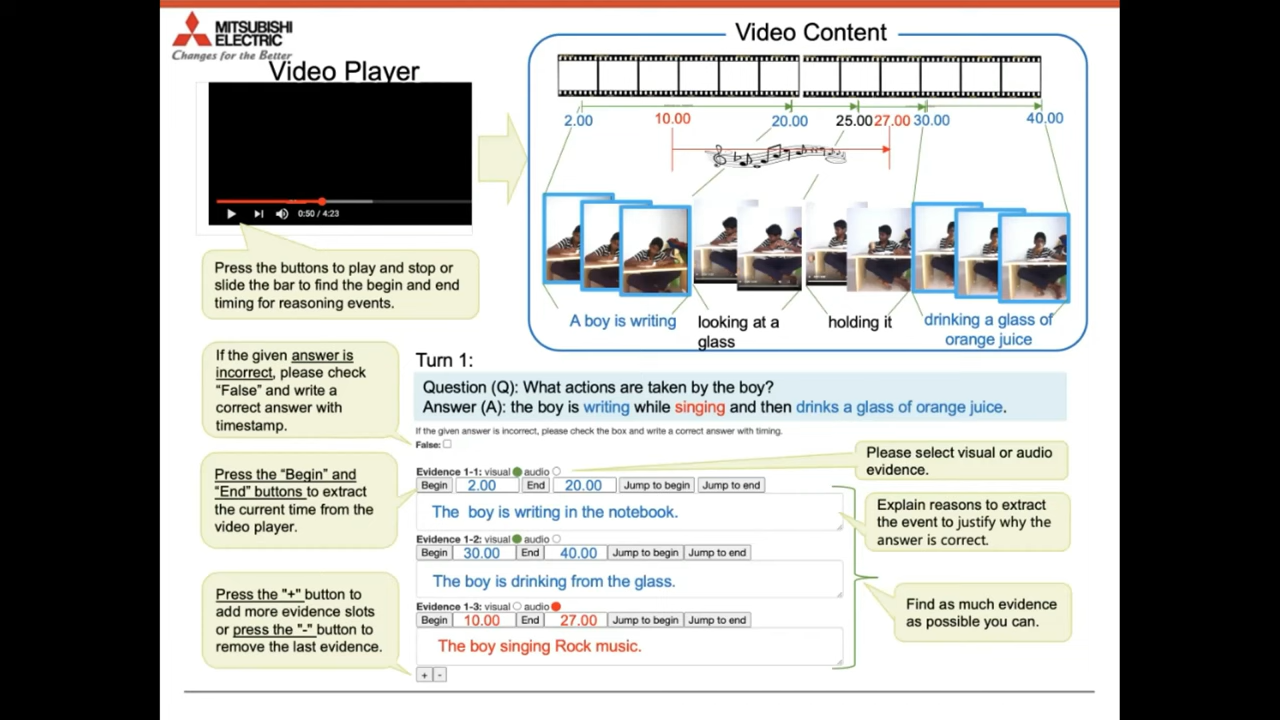 MITSUBISHI
ELECTRIC
Changes for the Better
Video Player
0:50 / 4:23
Press the buttons to play and stop or
slide the bar to find the begin and end
timing for reasoning events.
Video Content
2.00 10.00 20.00 25.00 27.00 30.00 40.00
A boy is writing
looking at a
glass
holding it
drinking a glass of
orange juice
If the given answer is
incorrect, please check
“False” and write a
correct answer with
timestamp.
Turn 1:
Question (Q): What actions are taken by the boy?
Answer (A): the boy is writing while singing and then drinks a glass of orange juice.
If the given answer is incorrect, please check the box and write a correct answer with timing.
False:
Press the “Begin” and
“End” buttons to extract
the current time from the
video player.
Evidence 1-1: visual audio
Begin 2.00 End 20.00 Jump to begin Jump to end
The boy is writing in the notebook.
Please select visual or audio
evidence.
Explain reasons to extract
the event to justify why the
answer is correct.
Evidence 1-2: visual audio
Begin 30.00 End 40.00 Jump to begin Jump to end
The boy is drinking from the glass.
Press the "+" button to
add more evidence slots
or press the "-" button to
remove the last evidence.
Evidence 1-3: visual audio
Begin 10.00 End 27.00 Jump to begin Jump to end
The boy singing Rock music.
+ -
Find as much evidence
as possible you can.